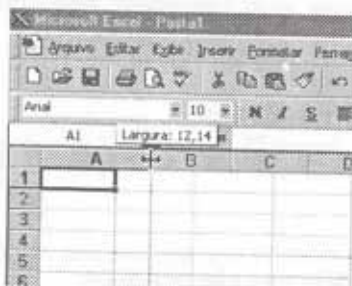 Microsoft Excel - Pasta1
Arquivo Editar Exibir Inserir Formatar
Arial 10 N I S
A1 Largura: 12,14
A B C D
1
2
3
4
5
6